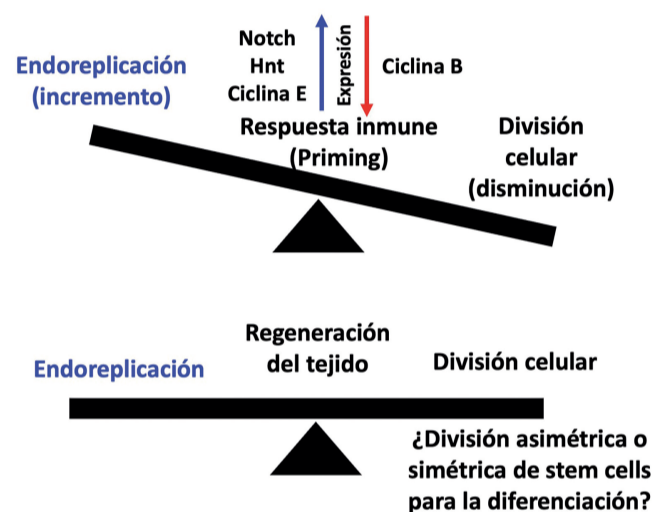 Endoreplicación
(incremento)
Notch
Hnt
Ciclina E
Expresión
Ciclina B
Respuesta inmune
(Priming)
División
celular
(disminución)
Endoreplicación
Regeneración
del tejido
División celular
¿División asimétrica o
simétrica de stem cells
para la diferenciación?